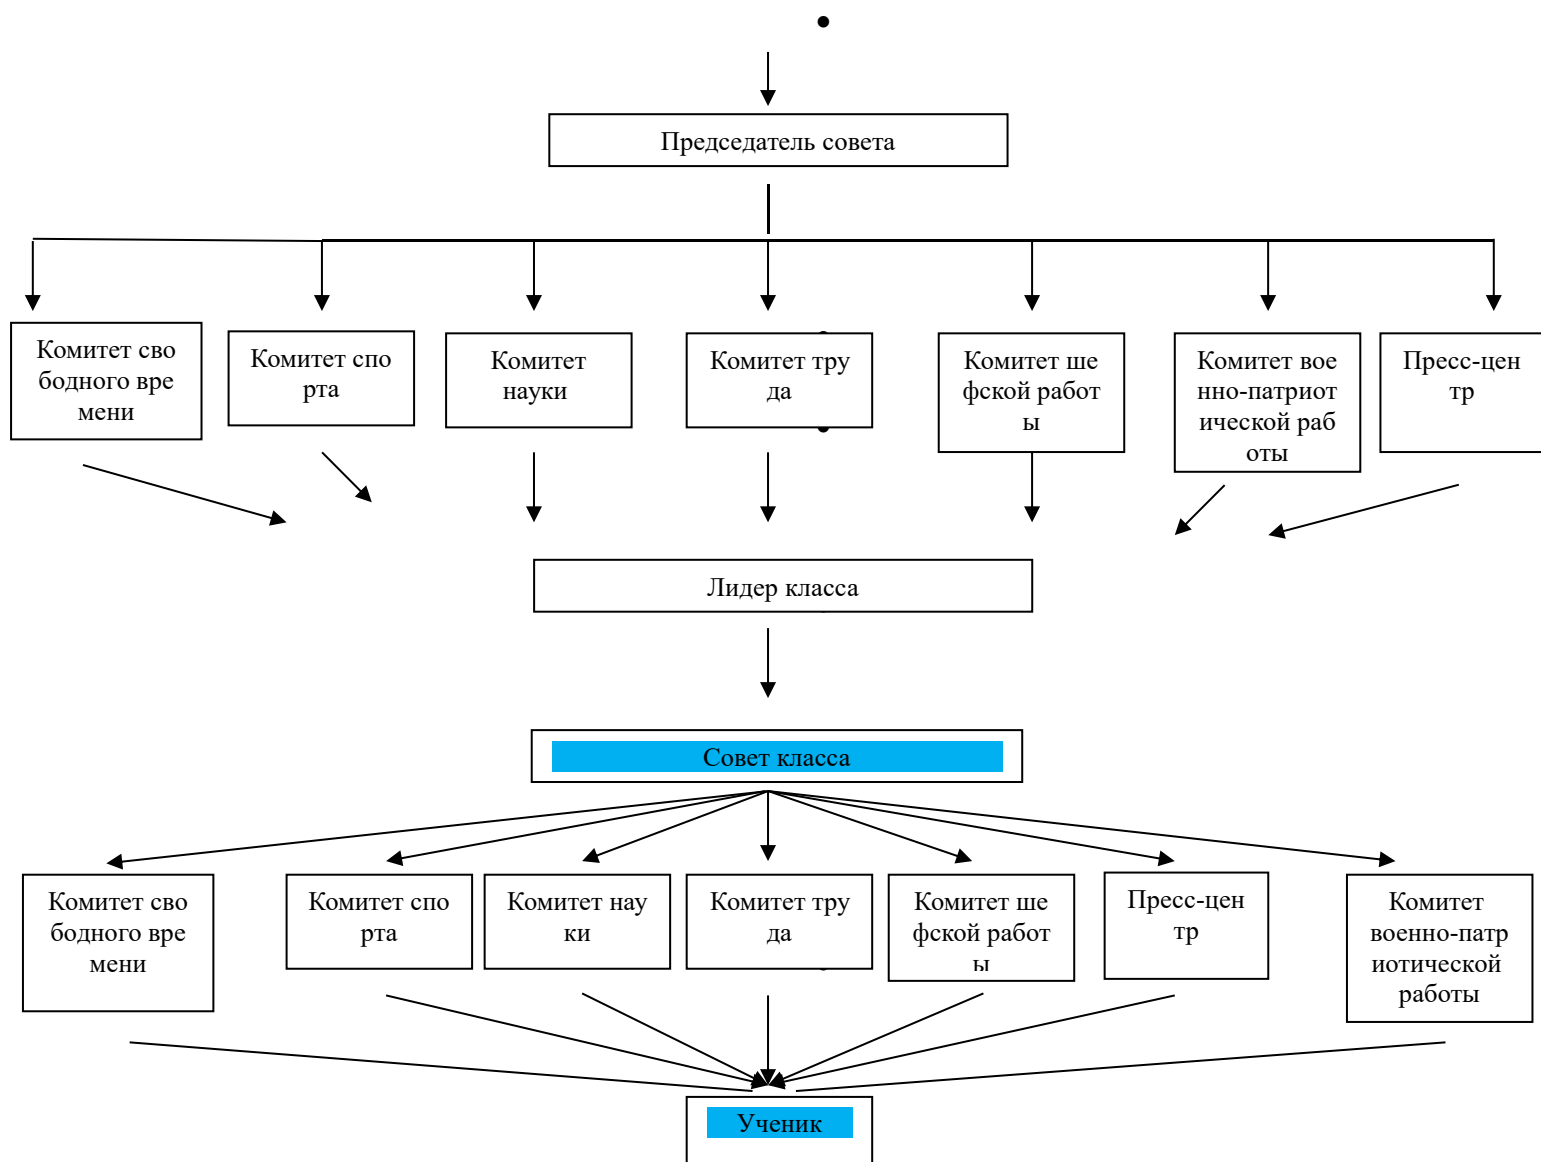 Председатель совета
Комитет сво
бодного вре
мени
Комитет спо
рта
Комитет
науки
Комитет тру
да
Комитет ше
фской работ
ы
Комитет вое
нно-патриот
ической раб
оты
Пресс-цен
тр
Лидер класса
Совет класса
Комитет сво
бодного вре
мени
Комитет спо
рта
Комитет нау
ки
Комитет тру
да
Комитет ше
фской работ
ы
Пресс-цен
тр
Комитет
военно-патр
иотической
работы
Ученик